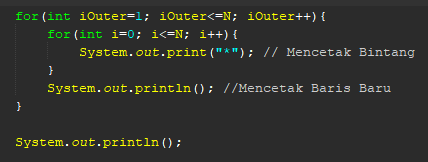 for(int iOuter=1; iOuter<=N; iOuter++){
for(int i=0; i<=N; i++){
System.out.print("*"); // Mencetak Bintang
}
System.out.println(); //Mencetak Baris Baru
}
System.out.println();